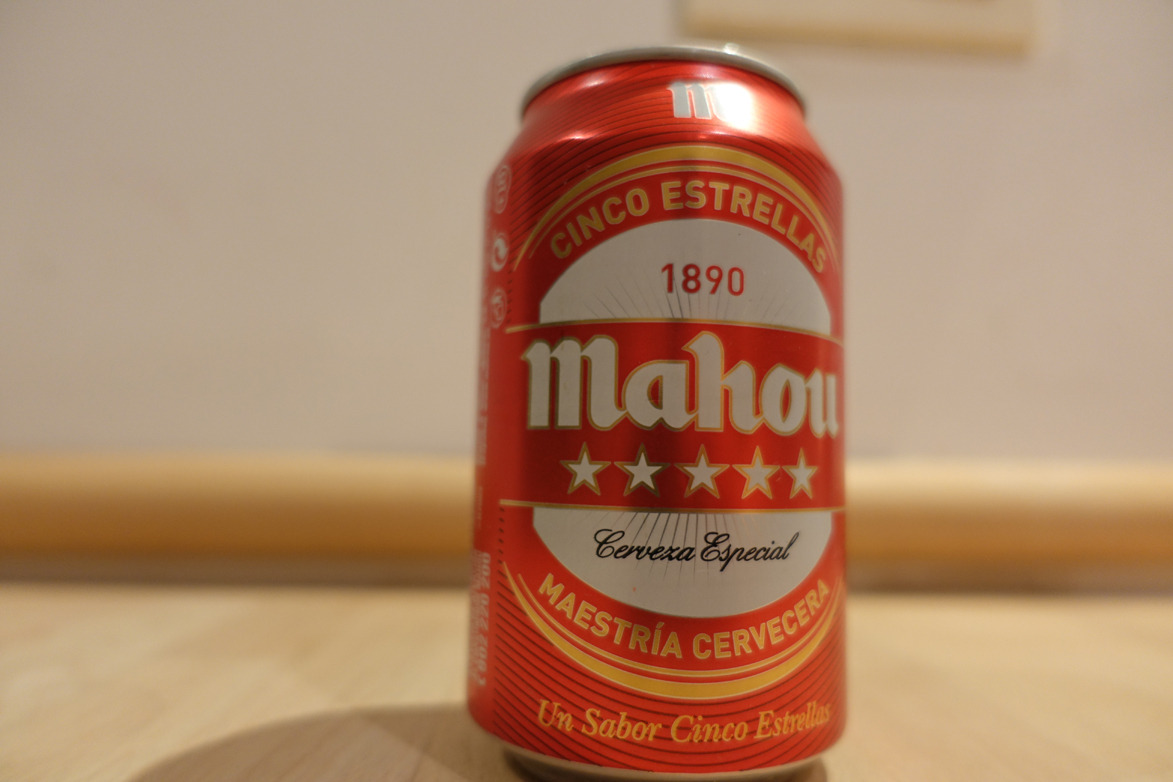 m
CINCO ESTRELLAS
1890
Mahou
Cerveza Especial
MAESTRÍA CERVECERA
Un Sabor Cinco Estrellas